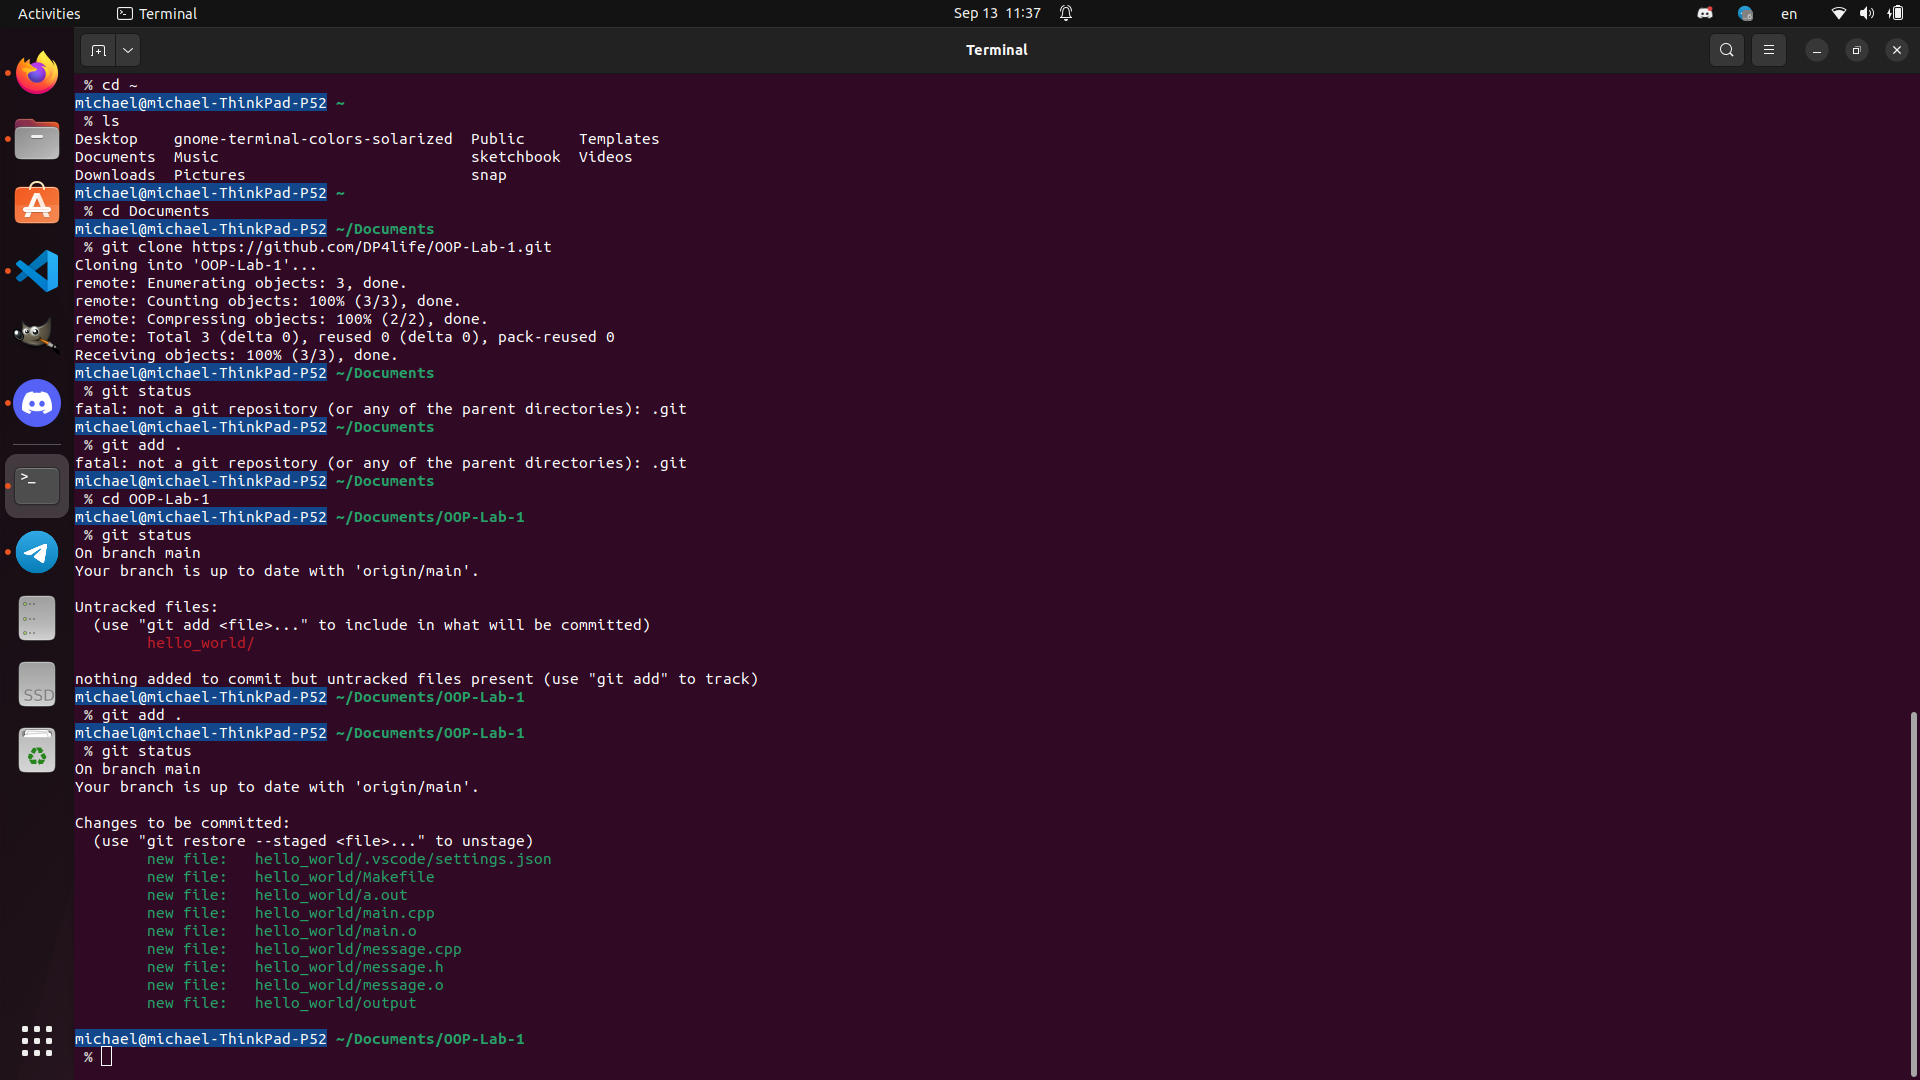 Activities
Terminal
Sep 13 11:37
en
Terminal
% cd ~
michael@michael-ThinkPad-P52 ~
% ls
Desktop    gnome-terminal-colors-solarized  Public      Templates
Documents  Music                            sketchbook  Videos
Downloads  Pictures                         snap
michael@michael-ThinkPad-P52 ~
% cd Documents
michael@michael-ThinkPad-P52 ~/Documents
% git clone https://github.com/DP4life/OOP-Lab-1.git
Cloning into 'OOP-Lab-1'...
remote: Enumerating objects: 3, done.
remote: Counting objects: 100% (3/3), done.
remote: Compressing objects: 100% (2/2), done.
remote: Total 3 (delta 0), reused 0 (delta 0), pack-reused 0
Receiving objects: 100% (3/3), done.
michael@michael-ThinkPad-P52 ~/Documents
% git status
fatal: not a git repository (or any of the parent directories): .git
michael@michael-ThinkPad-P52 ~/Documents
% git add .
fatal: not a git repository (or any of the parent directories): .git
michael@michael-ThinkPad-P52 ~/Documents
% cd OOP-Lab-1
michael@michael-ThinkPad-P52 ~/Documents/OOP-Lab-1
% git status
On branch main
Your branch is up to date with 'origin/main'.
Untracked files:
(use "git add <file>..." to include in what will be committed)
hello_world/
nothing added to commit but untracked files present (use "git add" to track)
michael@michael-ThinkPad-P52 ~/Documents/OOP-Lab-1
% git add .
michael@michael-ThinkPad-P52 ~/Documents/OOP-Lab-1
% git status
On branch main
Your branch is up to date with 'origin/main'.
Changes to be committed:
(use "git restore --staged <file>..." to unstage)
new file:   hello_world/.vscode/settings.json
new file:   hello_world/Makefile
new file:   hello_world/a.out
new file:   hello_world/main.cpp
new file:   hello_world/main.o
new file:   hello_world/message.cpp
new file:   hello_world/message.h
new file:   hello_world/message.o
new file:   hello_world/output
michael@michael-ThinkPad-P52 ~/Documents/OOP-Lab-1
%
>_
SSD